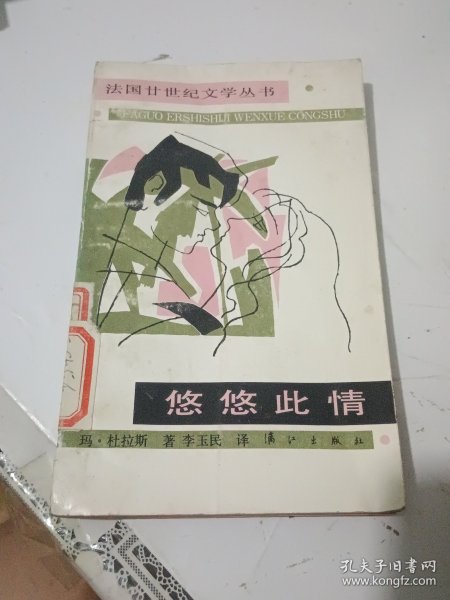 法国廿世纪文学丛书
FAGUO ERSHISHIJI WENXUE CONGSHU
悠悠此情
玛·杜拉斯 著 李玉民 译 漓江出版社
孔夫子旧书网
www.kongfz.com